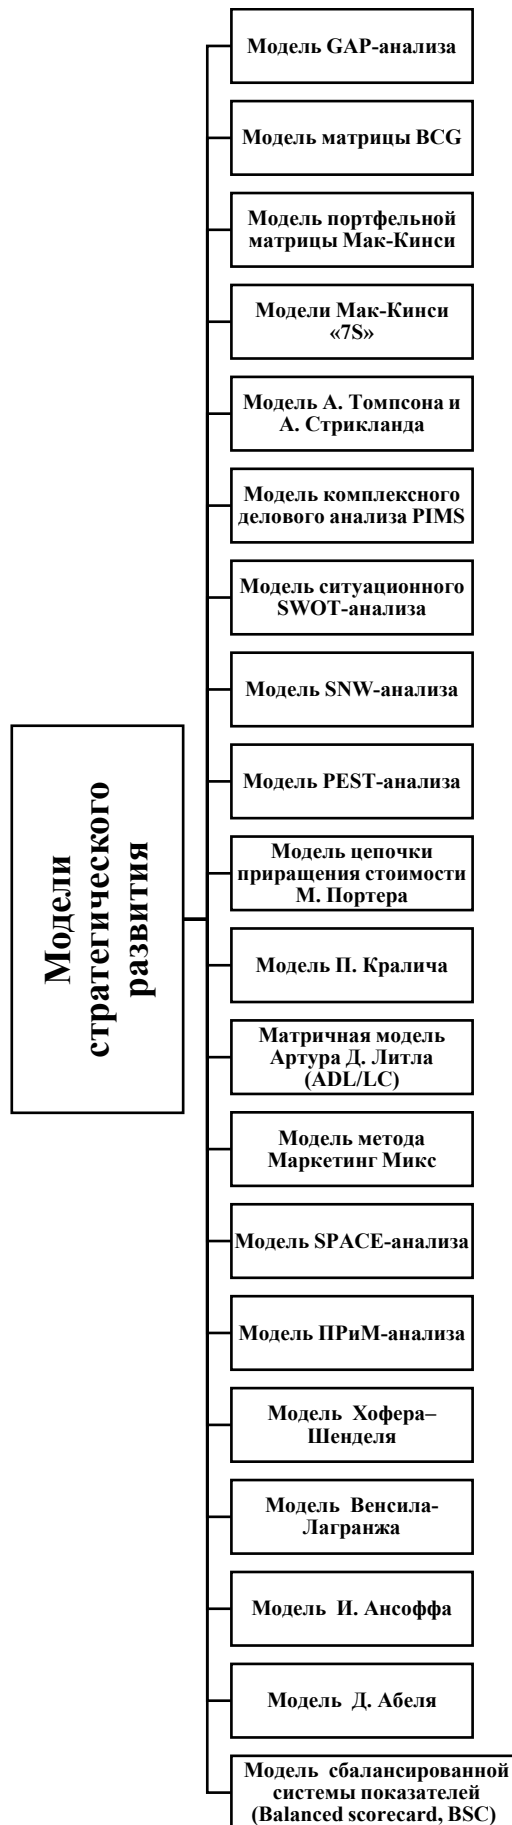 Модели
стратегического
развития
Модель GAP-анализа
Модель матрицы BCG
Модель портфельной
матрицы Мак-Кинси
Модели Мак-Кинси
«7S»
Модель А. Томпсона и
А. Стрикланда
Модель комплексного
делового анализа PIMS
Модель ситуационного
SWOT-анализа
Модель SNW-анализа
Модель PEST-анализа
Модель цепочки
приращения стоимости
М. Портера
Модель П. Кралича
Матричная модель
Артура Д. Литла
(ADL/LC)
Модель метода
Маркетинг Микс
Модель SPACE-анализа
Модель ПРиМ-анализа
Модель Хофера–
Шенделя
Модель Венсила-
Лагранжа
Модель И. Ансоффа
Модель Д. Абеля
Модель сбалансированной
системы показателей
(Balanced scorecard, BSC)